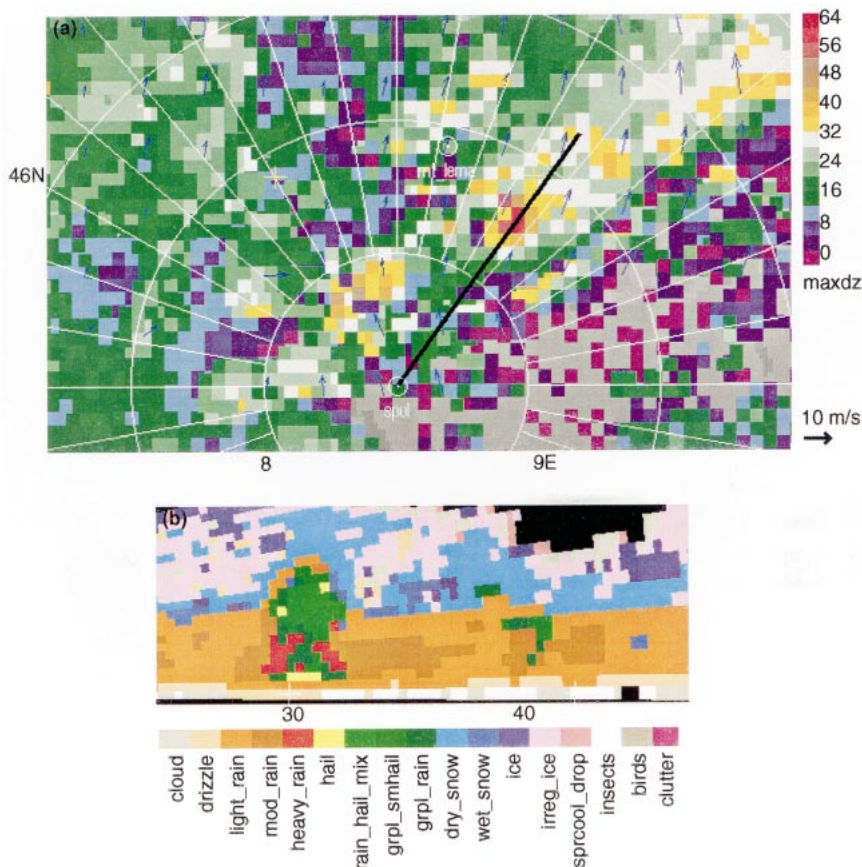 (a)
64
56
48
40
32
24
16
8
0
maxdz
46N
mt_lema
spol
10 m/s
8
9E
(b)
30
40
cloud
drizzle
light_rain
mod_rain
heavy_rain
hail
rain_hail_mix
grpl_smhail
grpl_rain
dry_snow
wet_snow
ice
irreg_ice
sprcool_drop
insects
birds
clutter